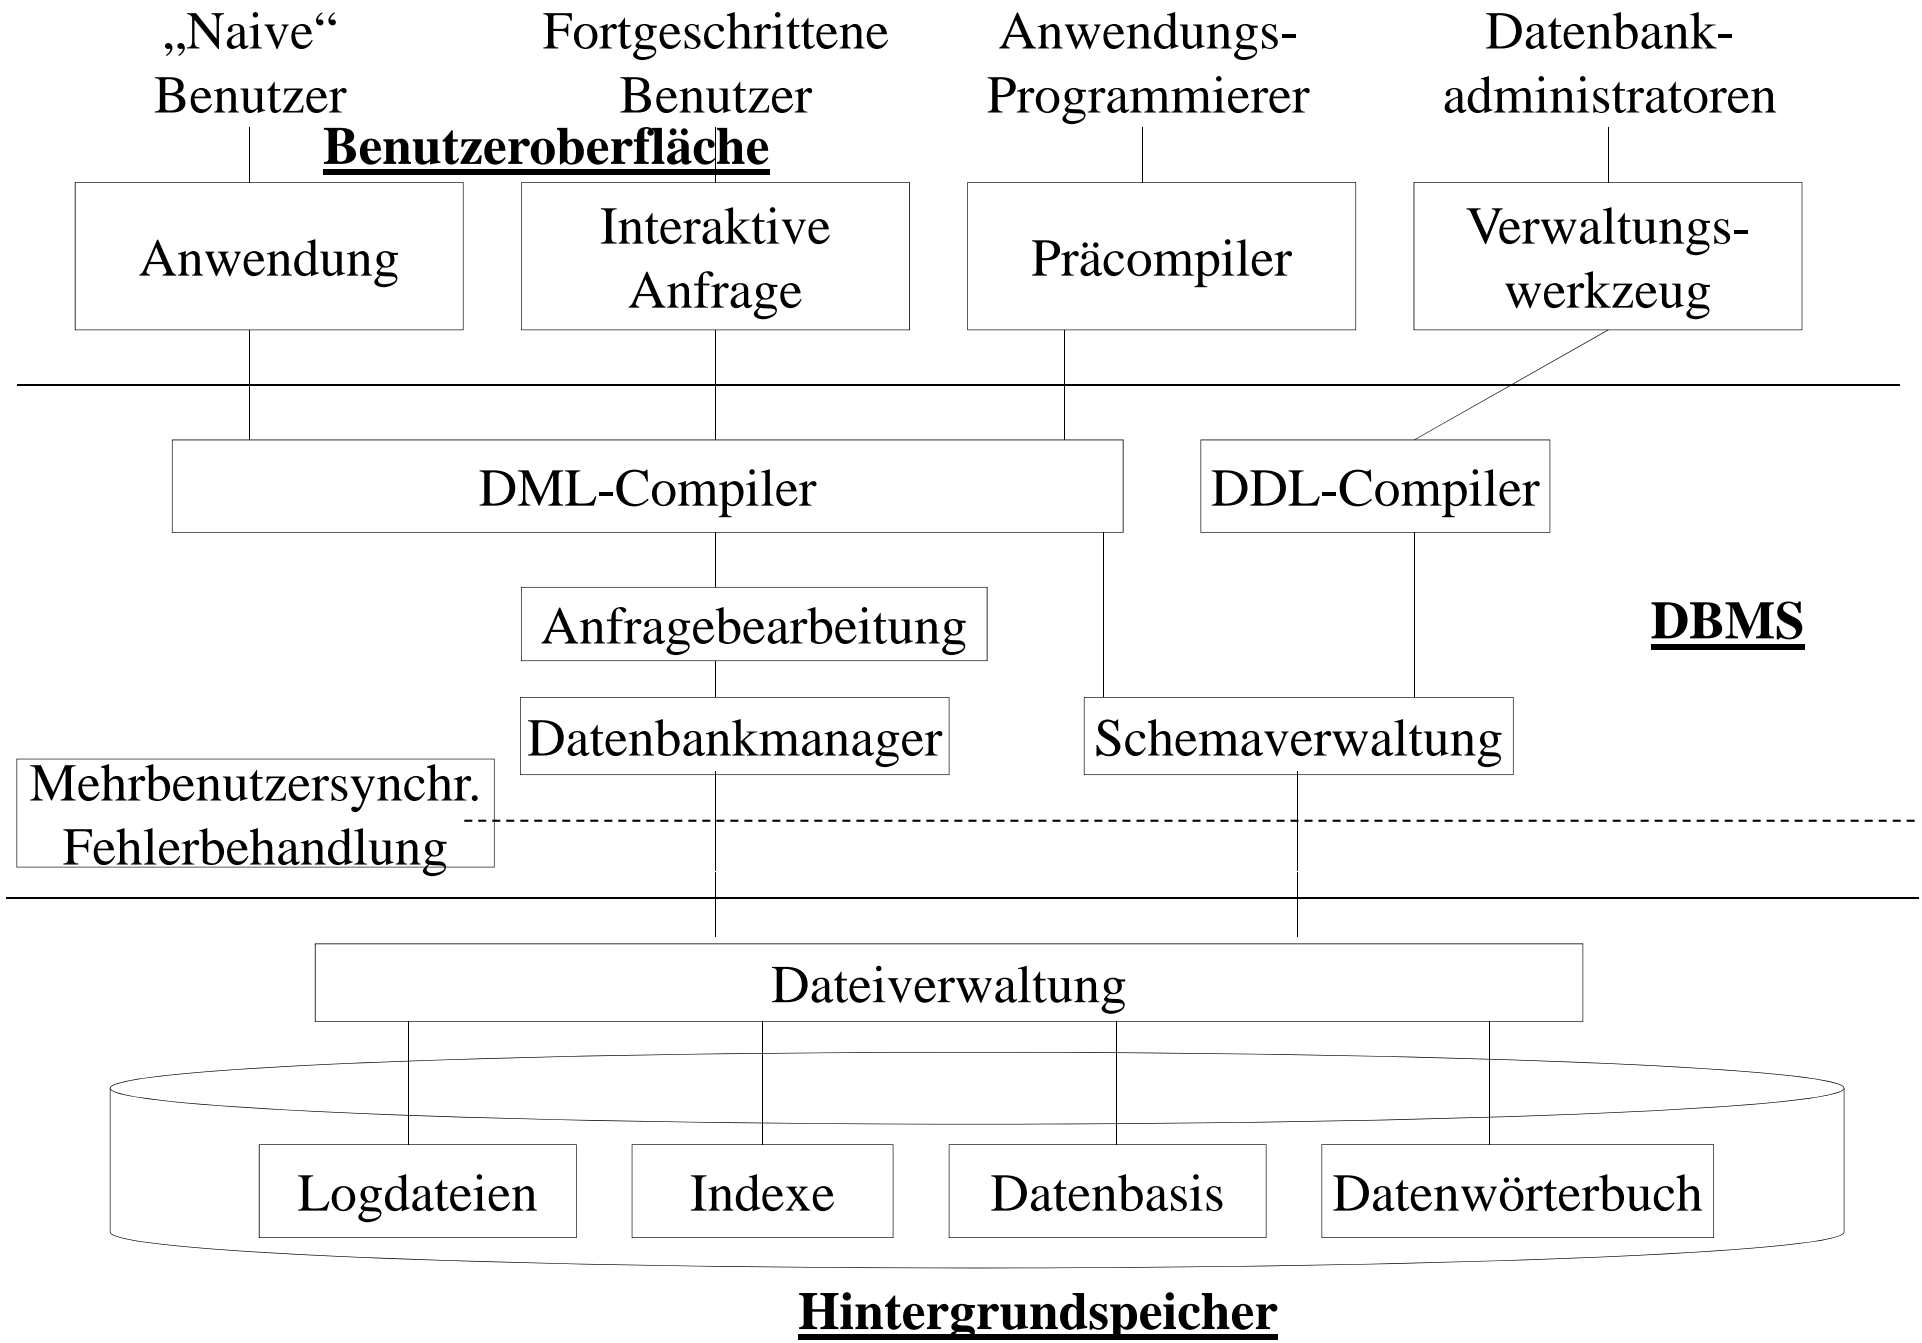 „Naive“
Benutzer
Fortgeschrittene
Benutzer
Anwendungs-
Programmierer
Datenbank-
administratoren
Benutzeroberfläche
Anwendung
Interaktive
Anfrage
Präcompiler
Verwaltungs-
werkzeug
DML-Compiler
DDL-Compiler
Anfragebearbeitung
DBMS
Datenbankmanager
Schemaverwaltung
Mehrbenutzersynchr.
Fehlerbehandlung
Dateiverwaltung
Logdateien
Indexe
Datenbasis
Datenwörterbuch
Hintergrundspeicher